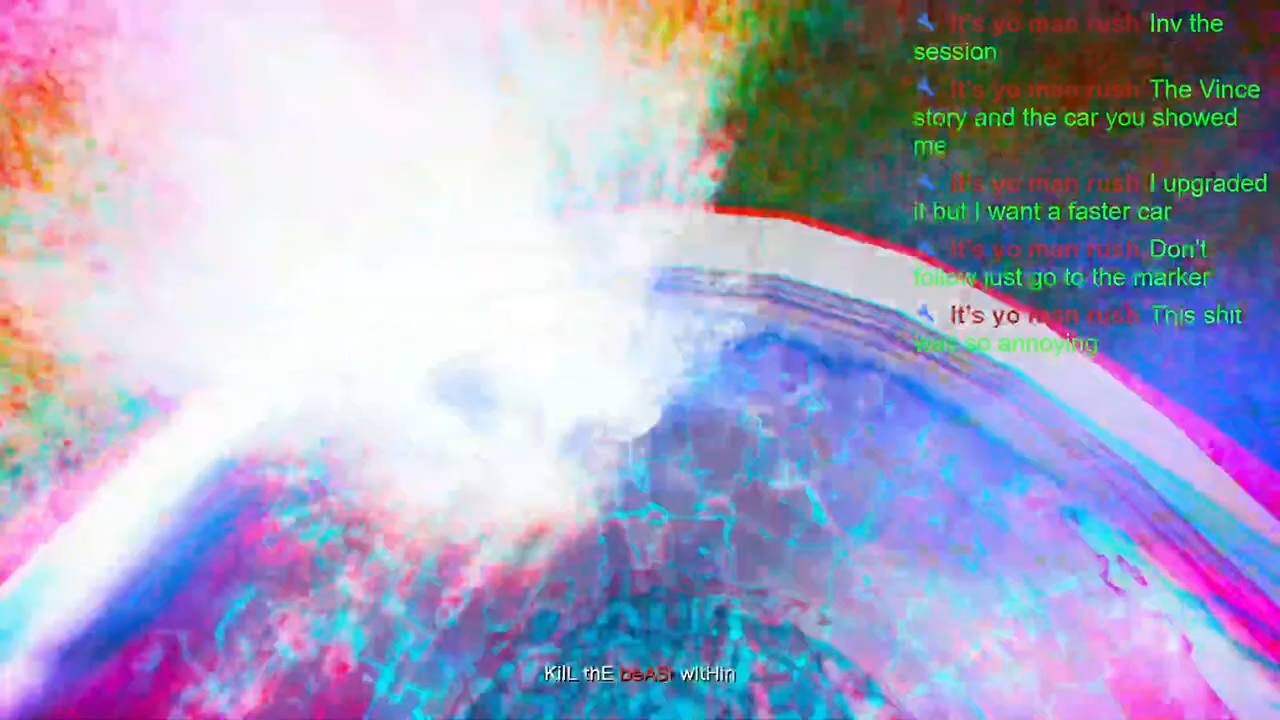 It's yo man rush Inv the
session
It's yo man rush The Vince
story and the car you showed
me
It's yo man rush I upgraded
it but I want a faster car
It's yo man rush Don't
follow just go to the marker
It's yo man rush This shit
was so annoying
KilL thE beASt wItHin